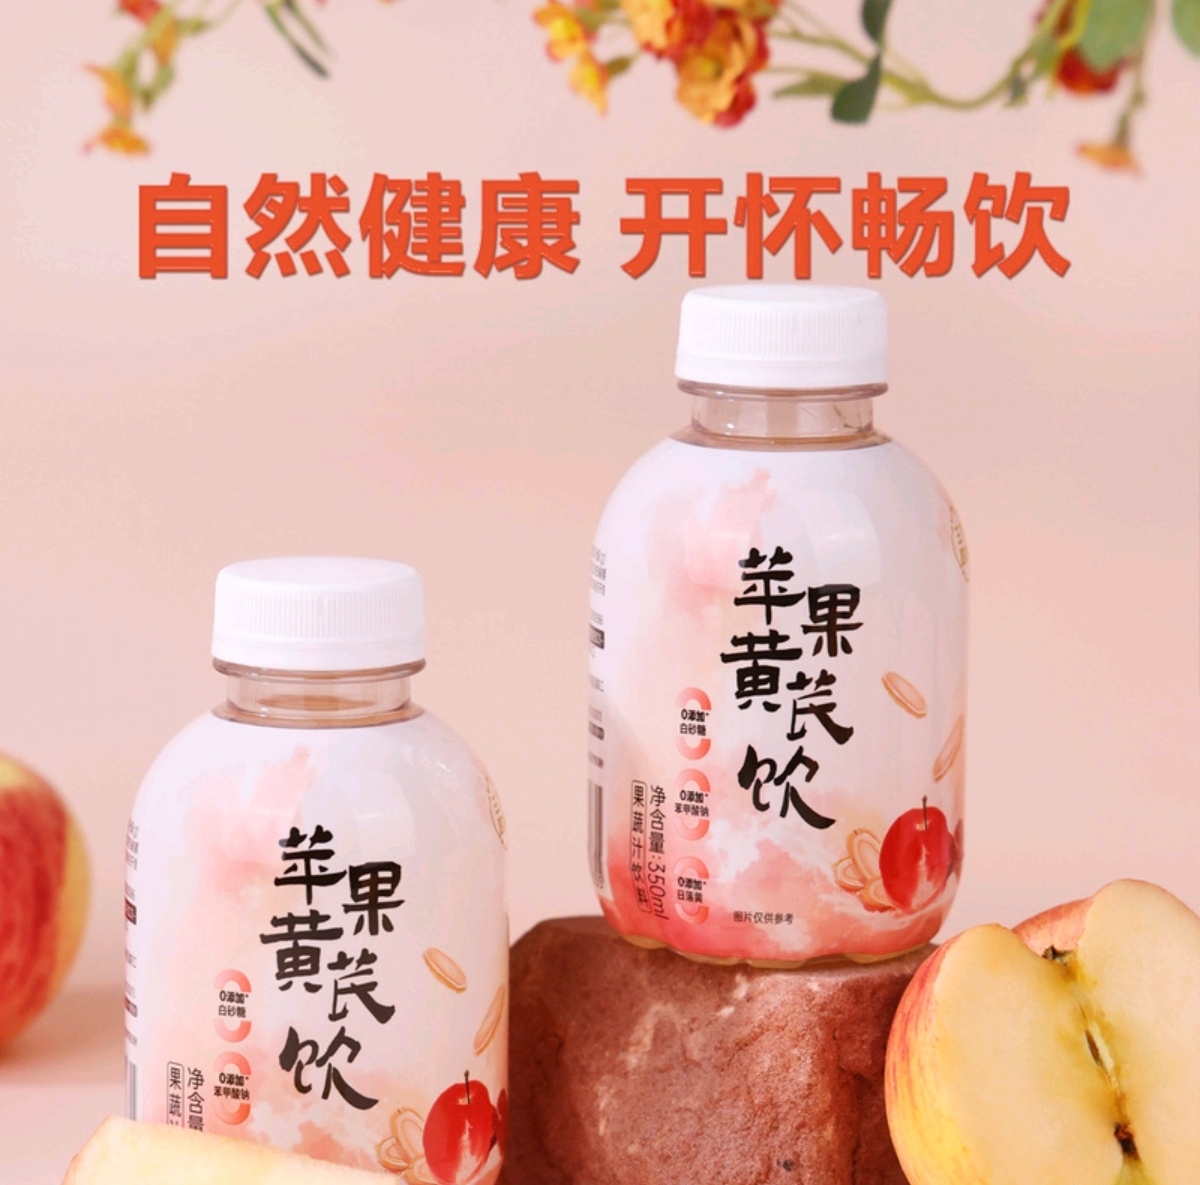 自然健康 开怀畅饮
苹果
黄芪
饮
0添加*
白砂糖
0添加*
苯甲酸钠
0添加*
日落黄
净含量:350ml
果蔬汁饮料
图片仅供参考
苹果
黄芪
饮
0添加*
白砂糖
0添加*
苯甲酸钠
净含量
果蔬